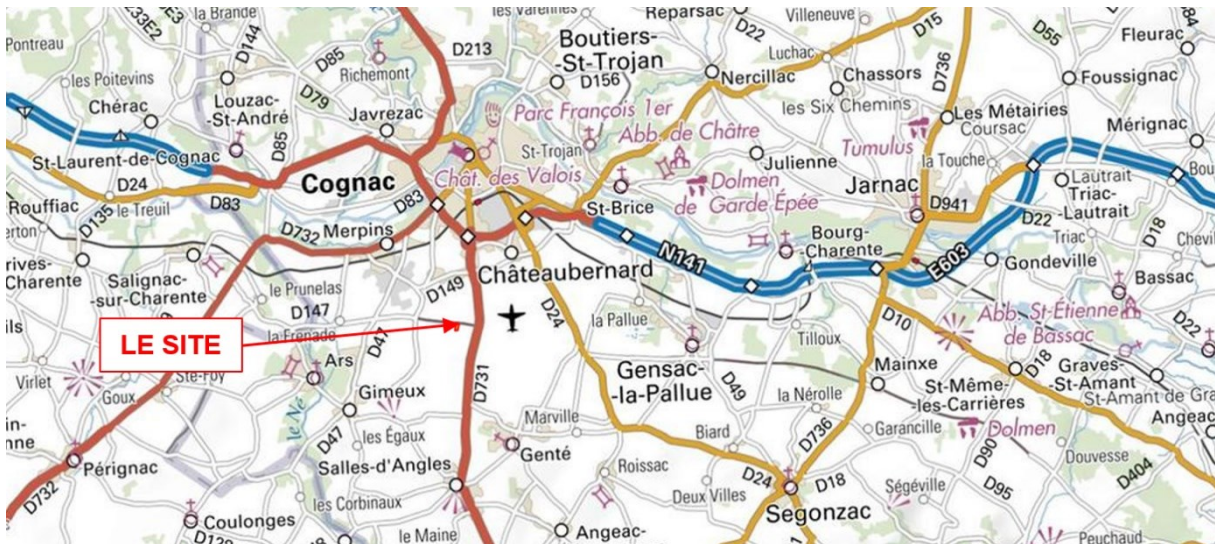 les Varennes
Reparsac
Villeneuve
D15
la Brande
D144
D85
D213
Boutiers-
-St-Trojan
D22
D736
D55
Fleurac
Pontreau
les Poitevins
Richemont
D156
Nercillac
Luchac
Chassors
Foussignac
Chérac
D79
Louzac-
-St-André
Javrezac
Parc François 1er
les Six Chemins
Les Métairies
Coursac
Mérignac
D85
St-Trojan
Abb. de Châtre
Julienne
Tumulus
la Touche
St-Laurent-de-Cognac
Cognac
Chât. des Valois
Dolmen
de Garde Épée
Jarnac
Lautrait
Triac-
-Lautrait
D24
D83
D83
St-Brice
D941
D22
Rouffiac
D135
le Treuil
D732
Merpins
Bourg-
-Charente
Triac
D18
N141
E603
Gondeville
Bassac
Salignac-
-sur-Charente
Châteaubernard
D149
le Prunelas
D147
D24
la Pallue
Tilloux
D10
Abb. St-Étienne
de Bassac
D22
LE SITE
la Frénade
D47
Ars
Virlet
Ste-Foy
Goux
Gimeux
D731
Gensac-
-la-Pallue
D49
Mainxe
D18
Graves-
-St-Amant
St-Amant de Gra
St-Même-
-les-Carrières
la Nérolle
le Né
D47
les Égaux
Marville
Garancille
Dolmen
Angeac
Pérignac
D732
Salles-d'Angles
Genté
Biard
D736
D90
Douvesse
Roissac
D24
D18
D404
les Corbinaux
Deux Villes
Ségéville
D95
Coulonges
le Maine
Angeac-
Segonzac
Peuchaud